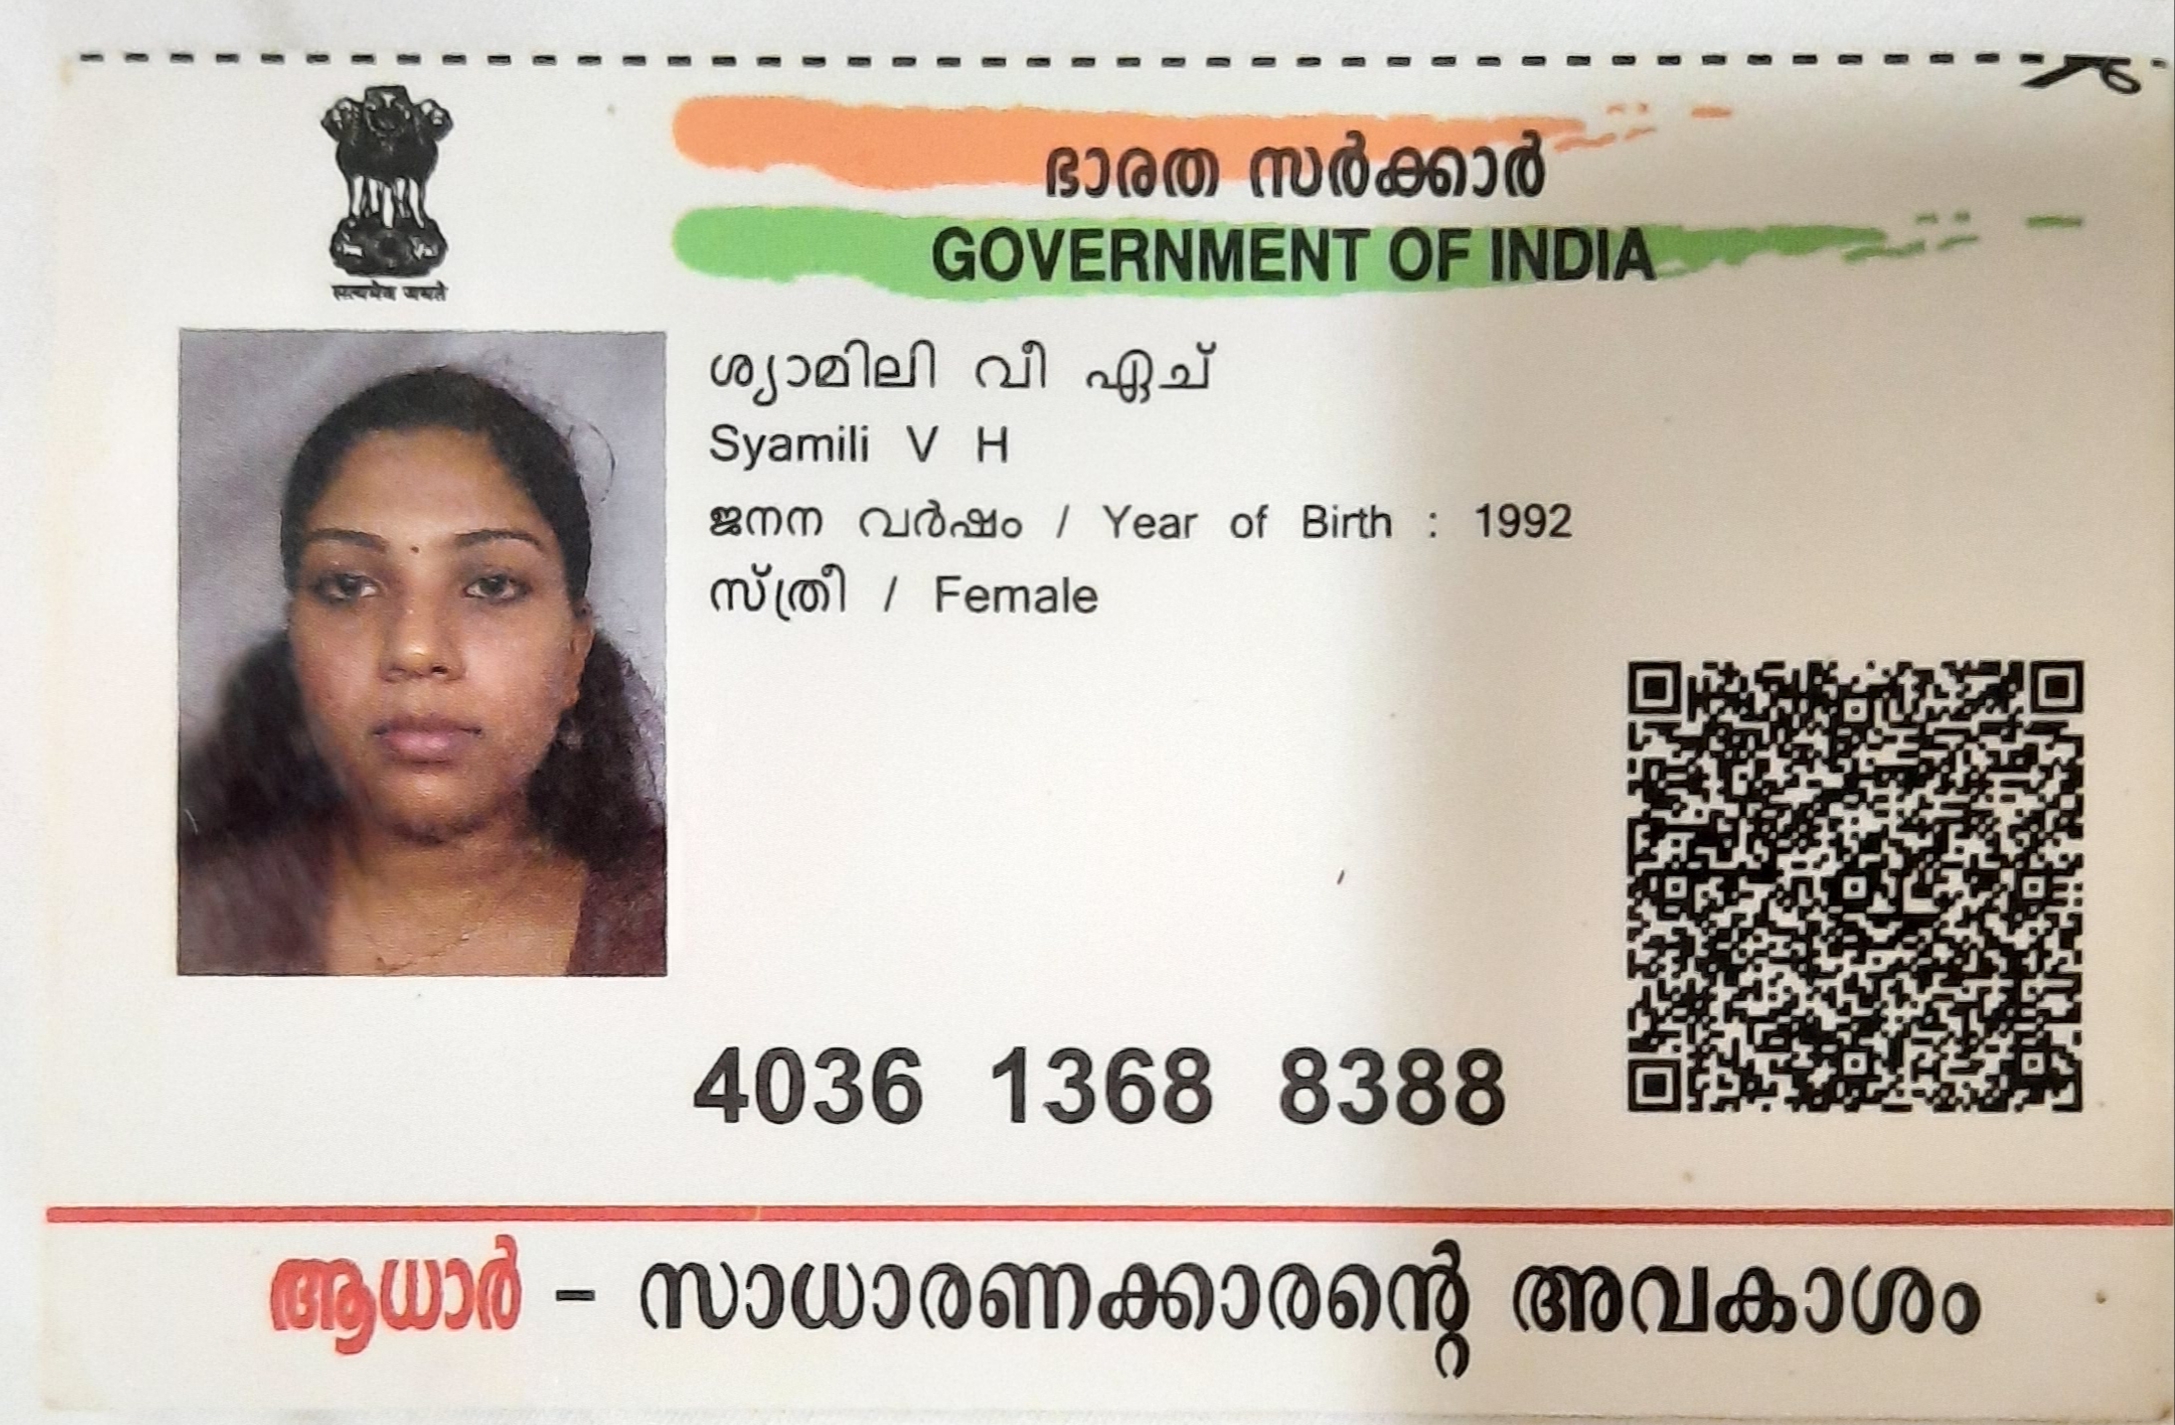 सत्यमेव जयते
ഭാരത സർക്കാർ
GOVERNMENT OF INDIA
ശ്യാമിലി വീ ഏച്
Syamili V H
ജനന വർഷം / Year of Birth : 1992
സ്ത്രീ / Female
4036 1368 8388
ആധാർ - സാധാരണക്കാരന്റെ അവകാശം